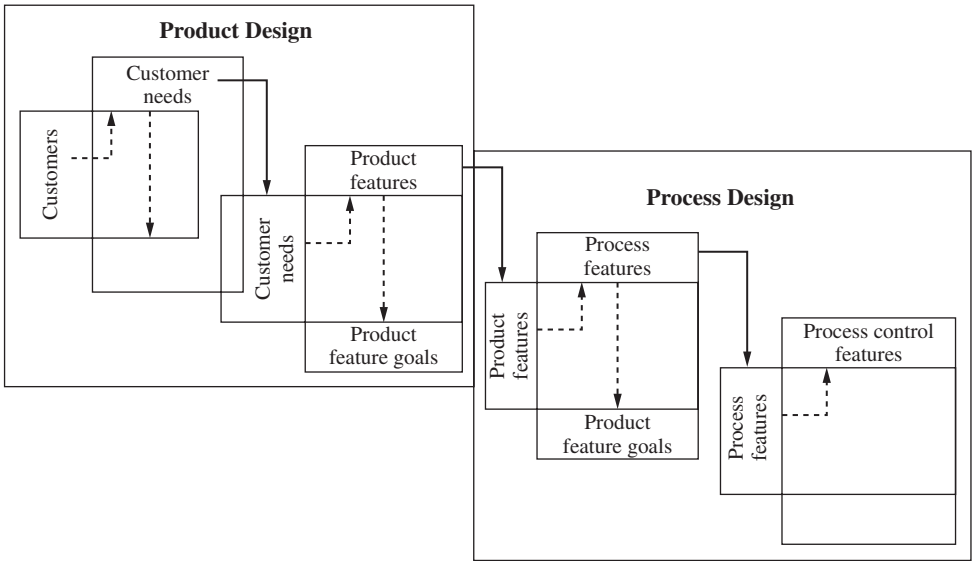 Product Design
Customer
needs
Customers
Product
features
Customer
needs
Product
feature goals
Process Design
Process
features
Product
features
Product
feature goals
Process control
features
Process
features